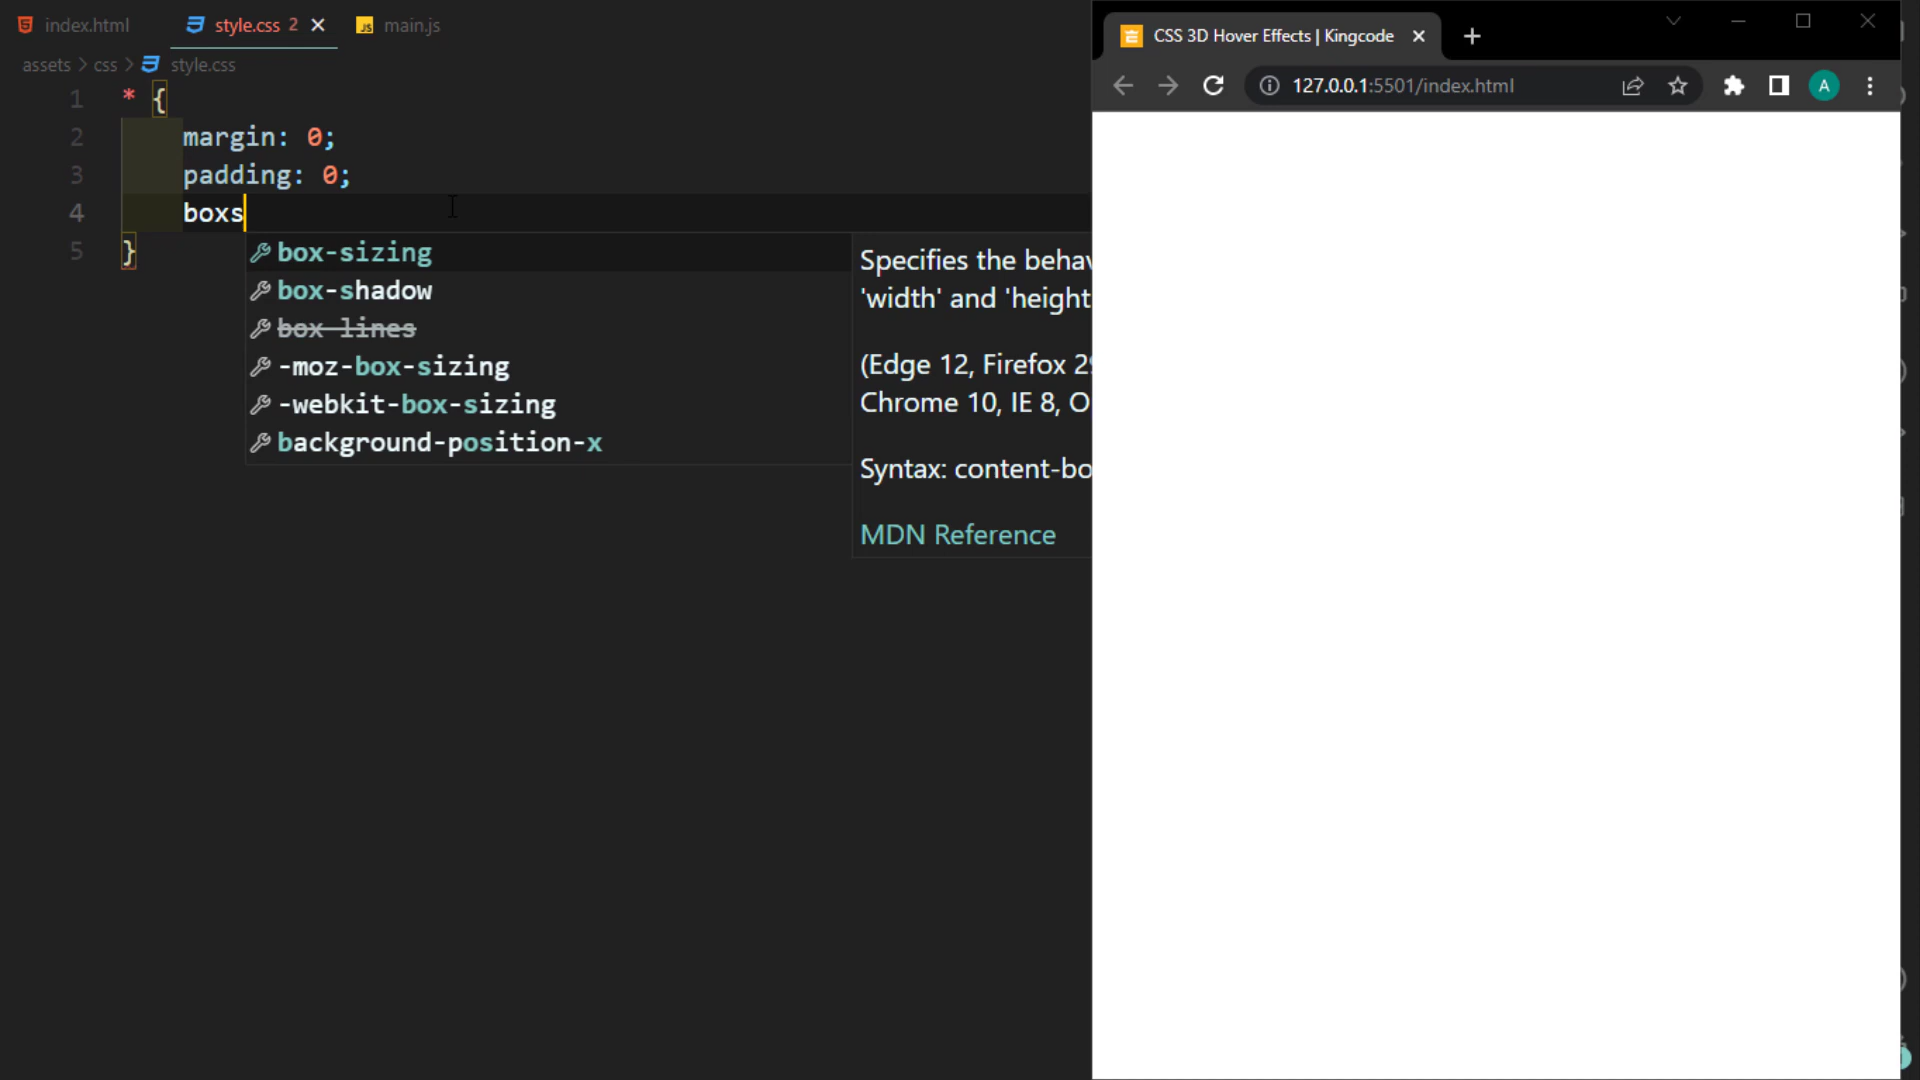 index.html
style.css 2
main.js
assets > css > style.css
1 * {
2 margin: 0;
3 padding: 0;
4 boxs
5 }
box-sizing
box-shadow
box-lines
-moz-box-sizing
-webkit-box-sizing
background-position-x
Specifies the behav
'width' and 'height
(Edge 12, Firefox 29
Chrome 10, IE 8, O
Syntax: content-bo
MDN Reference
CSS 3D Hover Effects | Kingcode
127.0.0.1:5501/index.html
A